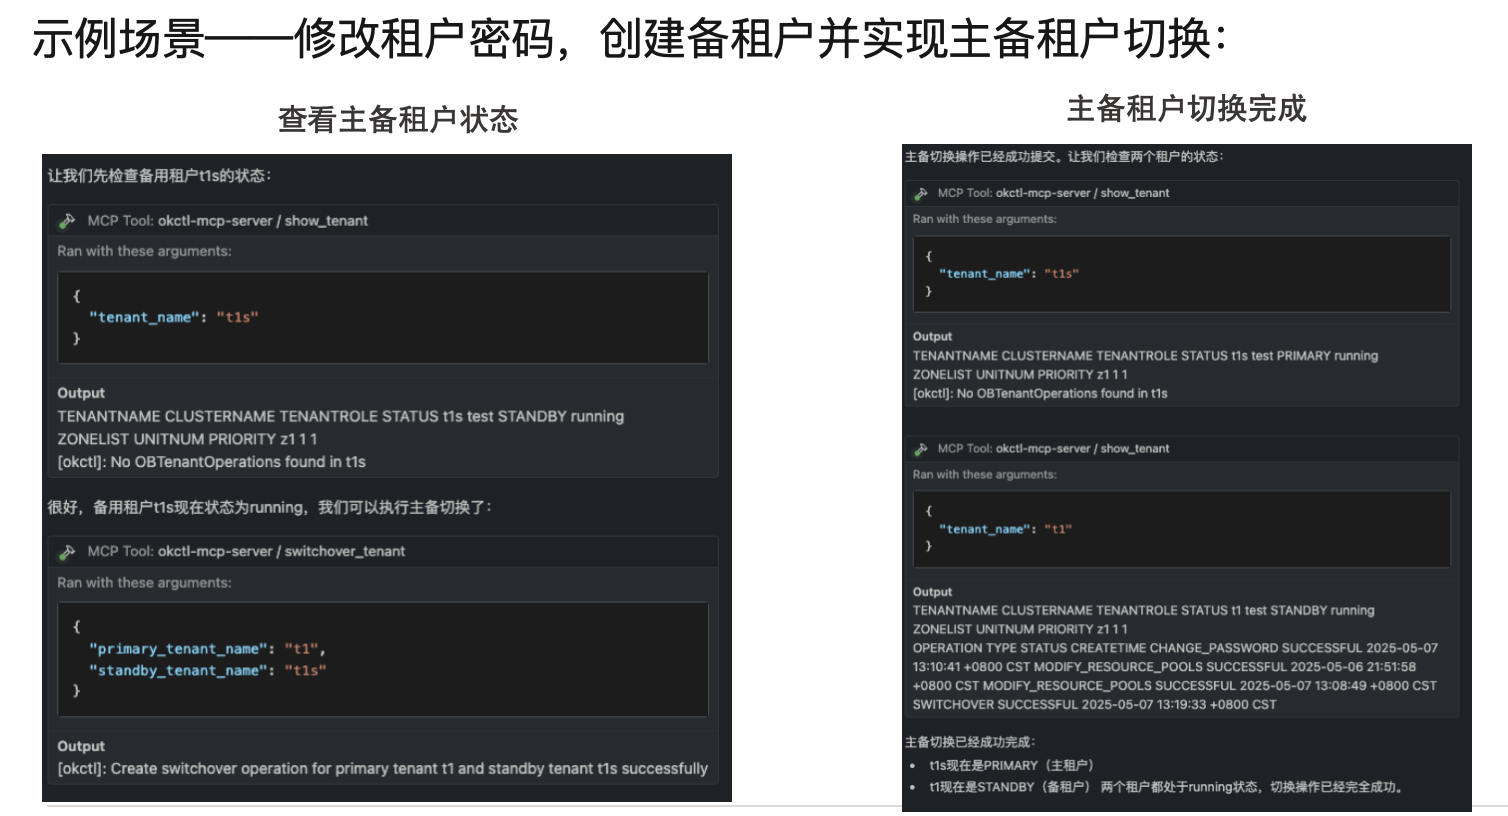 示例场景——修改租户密码，创建备租户并实现主备租户切换：
查看主备租户状态
让我们先检查备用租户t1s的状态：
MCP Tool: okctl-mcp-server / show_tenant
Ran with these arguments:
{
"tenant_name": "t1s"
}
Output
TENANTNAME CLUSTERNAME TENANTROLE STATUS t1s test STANDBY running
ZONELIST UNITNUM PRIORITY z1 1 1
[okctl]: No OBTenantOperations found in t1s
很好，备用租户t1s现在状态为running，我们可以执行主备切换了：
MCP Tool: okctl-mcp-server / switchover_tenant
Ran with these arguments:
{
"primary_tenant_name": "t1",
"standby_tenant_name": "t1s"
}
Output
[okctl]: Create switchover operation for primary tenant t1 and standby tenant t1s successfully
主备租户切换完成
主备切换操作已经成功提交。让我们检查两个租户的状态：
MCP Tool: okctl-mcp-server / show_tenant
Ran with these arguments:
{
"tenant_name": "t1s"
}
Output
TENANTNAME CLUSTERNAME TENANTROLE STATUS t1s test PRIMARY running
ZONELIST UNITNUM PRIORITY z1 1 1
[okctl]: No OBTenantOperations found in t1s
MCP Tool: okctl-mcp-server / show_tenant
Ran with these arguments:
{
"tenant_name": "t1"
}
Output
TENANTNAME CLUSTERNAME TENANTROLE STATUS t1 test STANDBY running
ZONELIST UNITNUM PRIORITY z1 1 1
OPERATION TYPE STATUS CREATETIME CHANGE_PASSWORD SUCCESSFUL 2025-05-07
13:10:41 +0800 CST MODIFY_RESOURCE_POOLS SUCCESSFUL 2025-05-06 21:51:58
+0800 CST MODIFY_RESOURCE_POOLS SUCCESSFUL 2025-05-07 13:08:49 +0800 CST
SWITCHOVER SUCCESSFUL 2025-05-07 13:19:33 +0800 CST
主备切换已经成功完成：
• t1s现在是PRIMARY（主租户）
• t1现在是STANDBY（备租户） 两个租户都处于running状态，切换操作已经完全成功。